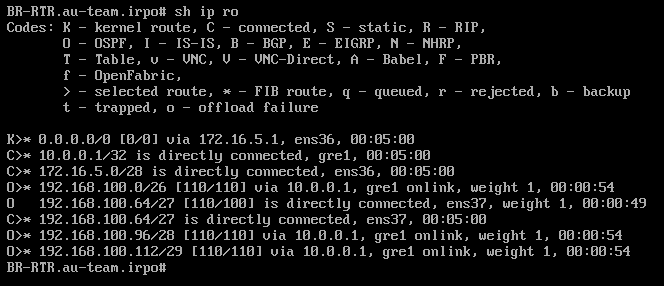 BR-RTR.au-team.irpo# sh ip ro
Codes: K - kernel route, C - connected, S - static, R - RIP,
       O - OSPF, I - IS-IS, B - BGP, E - EIGRP, N - NHRP,
       T - Table, v - VNC, V - VNC-Direct, A - Babel, F - PBR,
       f - OpenFabric,
       > - selected route, * - FIB route, q - queued, r - rejected, b - backup
       t - trapped, o - offload failure

K>* 0.0.0.0/0 [0/0] via 172.16.5.1, ens36, 00:05:00
C>* 10.0.0.1/32 is directly connected, gre1, 00:05:00
C>* 172.16.5.0/28 is directly connected, ens36, 00:05:00
O>* 192.168.100.0/26 [110/110] via 10.0.0.1, gre1 onlink, weight 1, 00:00:54
O   192.168.100.64/27 [110/100] is directly connected, ens37, weight 1, 00:00:49
C>* 192.168.100.64/27 is directly connected, ens37, 00:05:00
O>* 192.168.100.96/28 [110/110] via 10.0.0.1, gre1 onlink, weight 1, 00:00:54
O>* 192.168.100.112/29 [110/110] via 10.0.0.1, gre1 onlink, weight 1, 00:00:54
BR-RTR.au-team.irpo#